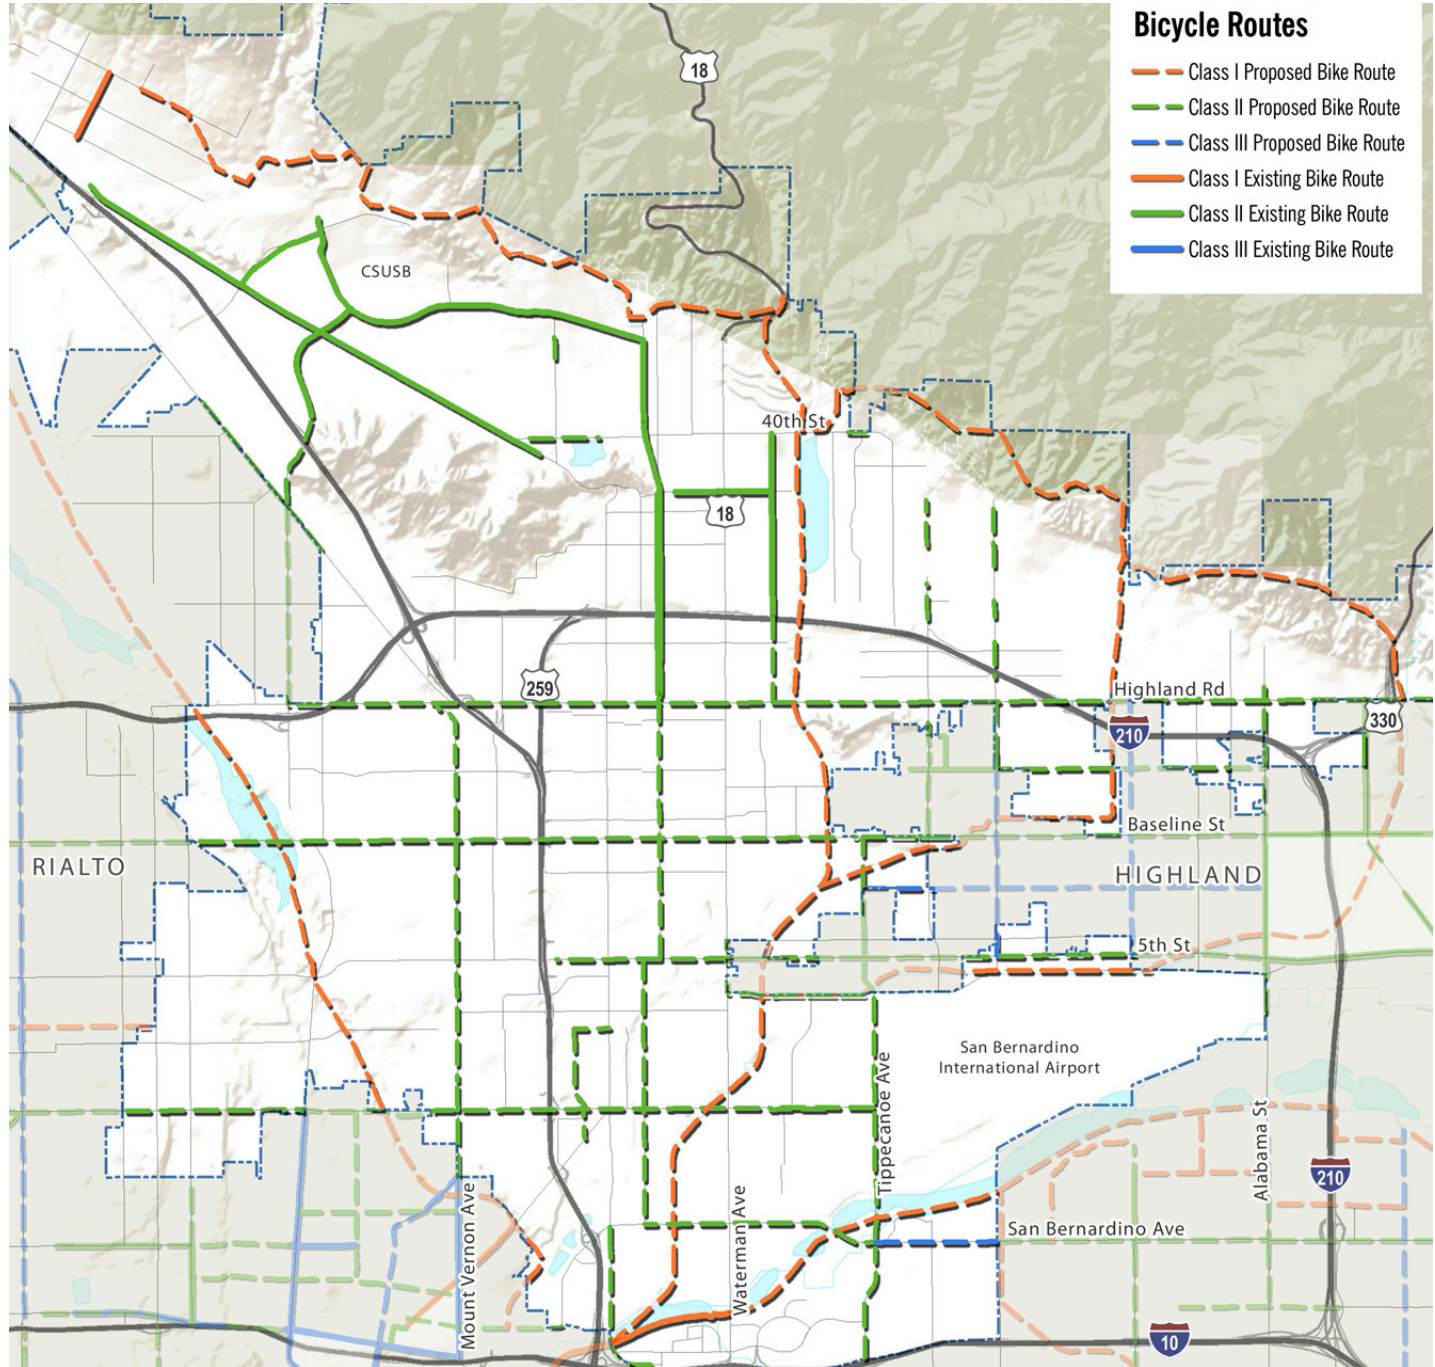 Bicycle Routes
Class I Proposed Bike Route
Class II Proposed Bike Route
Class III Proposed Bike Route
Class I Existing Bike Route
Class II Existing Bike Route
Class III Existing Bike Route
18
CSUSB
40th St
18
259
Highland Rd
330
210
Baseline St
RIALTO
HIGHLAND
5th St
San Bernardino
International Airport
Tippecanoe Ave
Alabama St
210
Mount Vernon Ave
Waterman Ave
San Bernardino Ave
10